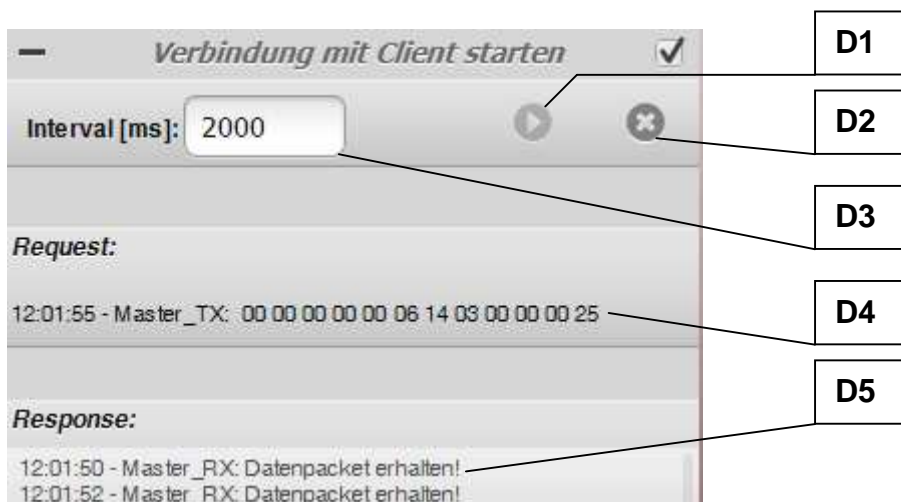 Verbindung mit Client starten
D1
Interval [ms]: 2000
D2
D3
Request:
12:01:55 - Master_TX: 00 00 00 00 00 06 14 03 00 00 00 25
D4
D5
Response:
12:01:50 - Master_RX: Datenpacket erhalten!
12:01:52 - Master_RX: Datenpacket erhalten!